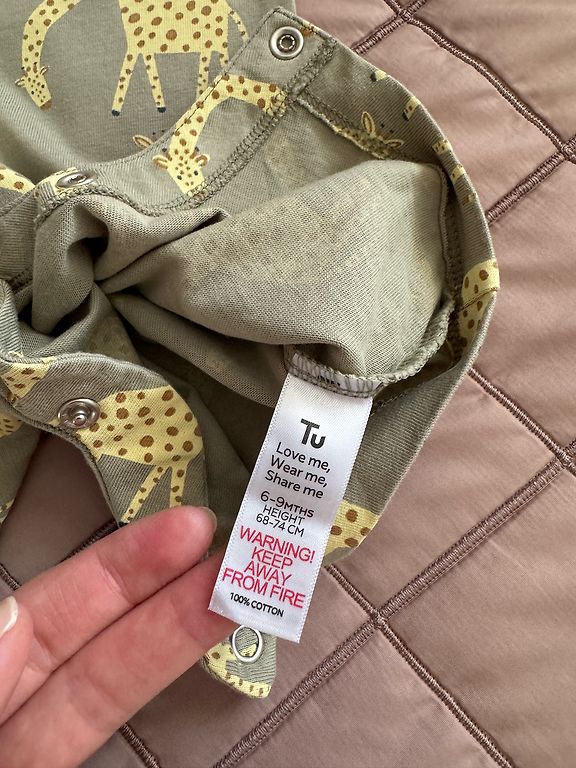 Tu
Love me,
Wear me,
Share me
6-9MTHS
HEIGHT
68-74 CM
WARNING!
KEEP
AWAY
FROM FIRE
100% COTTON